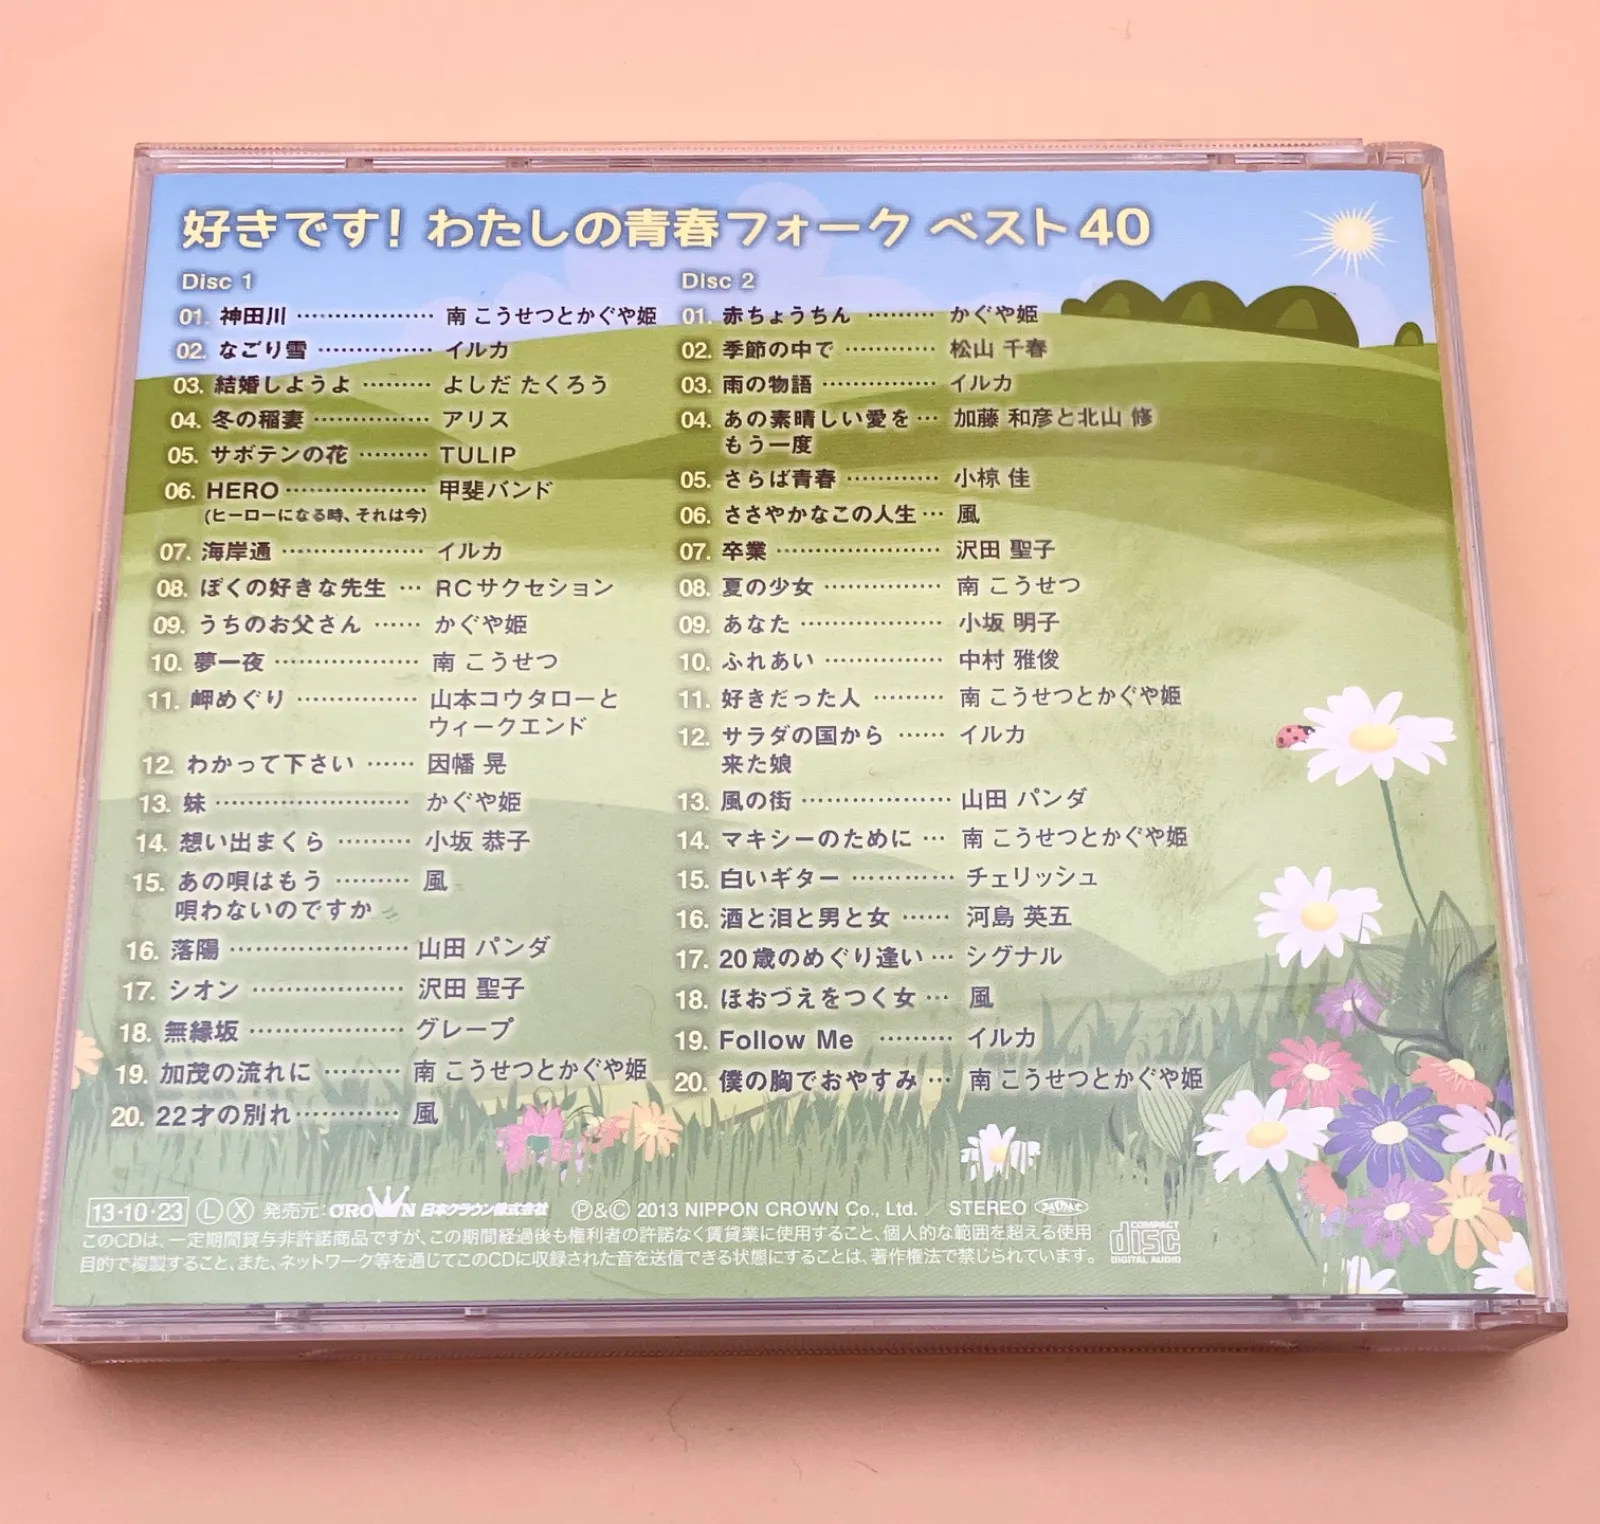 好きです! わたしの青春フォーク ベスト40
Disc 1
01. 神田川 ……………… 南 こうせつとかぐや姫
02. なごり雪 …………… イルカ
03. 結婚しようよ ……… よしだ たくろう
04. 冬の稲妻 …………… アリス
05. サボテンの花 ……… TULIP
06. HERO ……………… 甲斐バンド
(ヒーローになる時、それは今)
07. 海岸通 ……………… イルカ
08. ぼくの好きな先生 … RCサクセション
09. うちのお父さん …… かぐや姫
10. 夢一夜 ……………… 南 こうせつ
11. 岬めぐり …………… 山本コウタローと
ウィークエンド
12. わかって下さい …… 因幡 晃
13. 妹 …………………… かぐや姫
14. 想い出まくら ……… 小坂 恭子
15. あの唄はもう ……… 風
唄わないのですか
16. 落陽 ………………… 山田 パンダ
17. シオン ……………… 沢田 聖子
18. 無縁坂 ……………… グレープ
19. 加茂の流れに ……… 南 こうせつとかぐや姫
20. 22才の別れ ………… 風
Disc 2
01. 赤ちょうちん ……… かぐや姫
02. 季節の中で ………… 松山 千春
03. 雨の物語 …………… イルカ
04. あの素晴しい愛を … 加藤 和彦と北山 修
もう一度
05. さらば青春 ………… 小椋 佳
06. ささやかなこの人生 … 風
07. 卒業 ………………… 沢田 聖子
08. 夏の少女 …………… 南 こうせつ
09. あなた ……………… 小坂 明子
10. ふれあい …………… 中村 雅俊
11. 好きだった人 ……… 南 こうせつとかぐや姫
12. サラダの国から …… イルカ
来た娘
13. 風の街 ……………… 山田 パンダ
14. マキシーのために … 南 こうせつとかぐや姫
15. 白いギター ………… チェリッシュ
16. 酒と泪と男と女 …… 河島 英五
17. 20歳のめぐり逢い … シグナル
18. ほおづえをつく女 … 風
19. Follow Me ……… イルカ
20. 僕の胸でおやすみ … 南 こうせつとかぐや姫
13·10·23 Ⓛ Ⓧ 発売元: CROWN 日本クラウン株式会社 Ⓟ&Ⓒ 2013 NIPPON CROWN Co., Ltd. / STEREO
このCDは、一定期間貸与非許諾商品ですが、この期間経過後も権利者の許諾なく賃貸業に使用すること、個人的な範囲を超える使用
目的で複製すること、また、ネットワーク等を通じてこのCDに収録された音を送信できる状態にすることは、著作権法で禁じられています。
COMPACT
disc
DIGITAL AUDIO